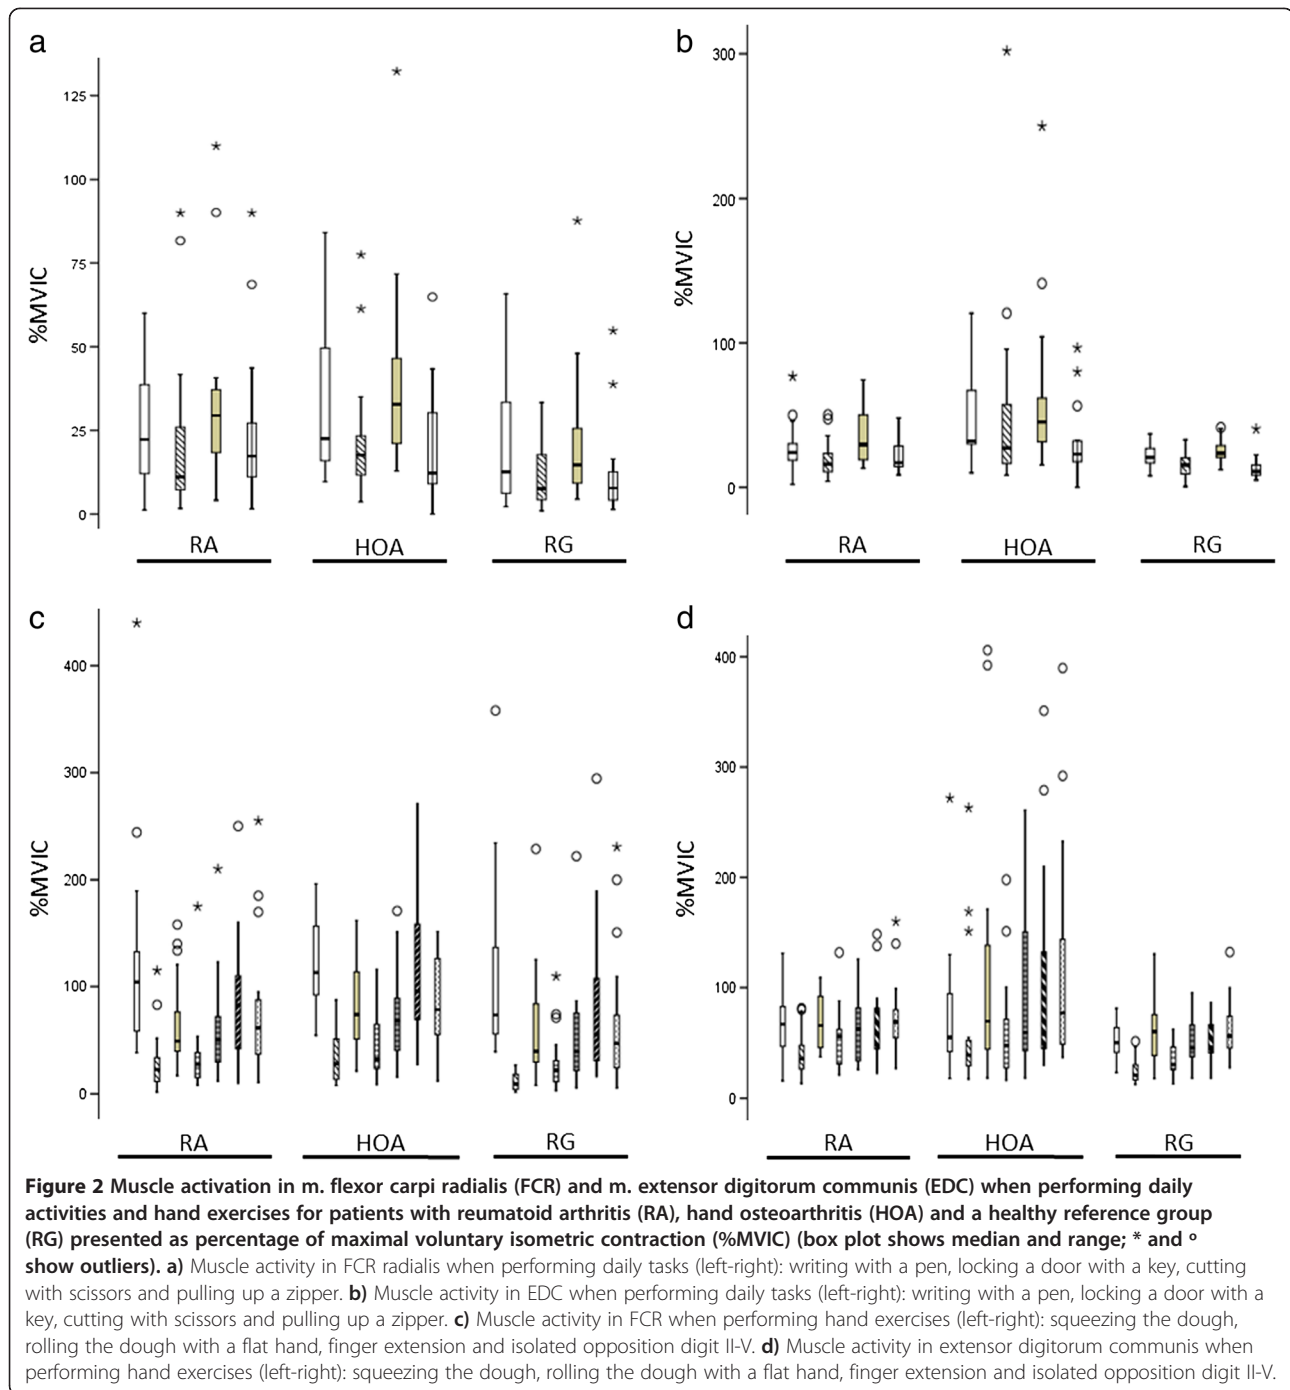 a
125
100
75
50
25
0
%MVIC
RA
HOA
RG
b
300
200
100
0
%MVIC
RA
HOA
RG
c
400
300
200
100
0
%MVIC
RA
HOA
RG
d
400
300
200
100
0
%MVIC
RA
HOA
RG
Figure 2 Muscle activation in m. flexor carpi radialis (FCR) and m. extensor digitorum communis (EDC) when performing daily
activities and hand exercises for patients with reumatoid arthritis (RA), hand osteoarthritis (HOA) and a healthy reference group
(RG) presented as percentage of maximal voluntary isometric contraction (%MVIC) (box plot shows median and range; * and º
show outliers). a) Muscle activity in FCR radialis when performing daily tasks (left-right): writing with a pen, locking a door with a key, cutting
with scissors and pulling up a zipper. b) Muscle activity in EDC when performing daily tasks (left-right): writing with a pen, locking a door with a
key, cutting with scissors and pulling up a zipper. c) Muscle activity in FCR when performing hand exercises (left-right): squeezing the dough,
rolling the dough with a flat hand, finger extension and isolated opposition digit II-V. d) Muscle activity in extensor digitorum communis when
performing hand exercises (left-right): squeezing the dough, rolling the dough with a flat hand, finger extension and isolated opposition digit II-V.